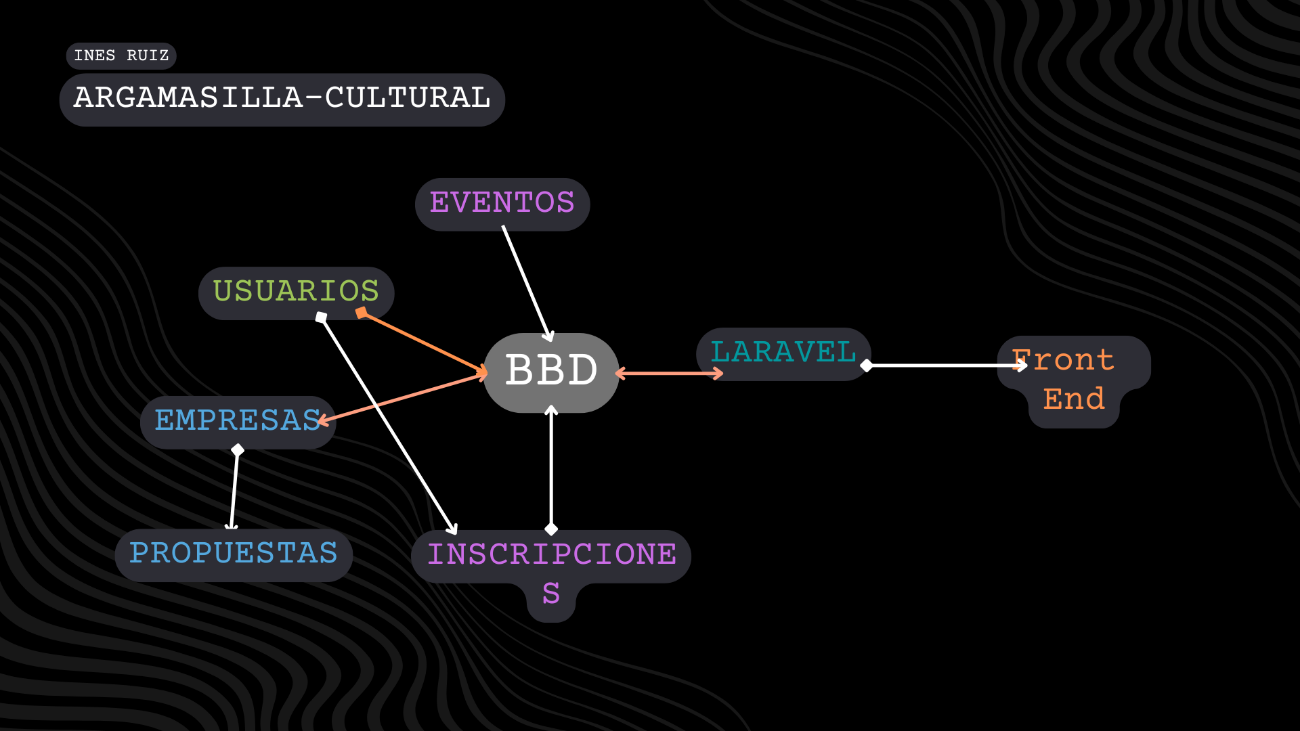 INES RUIZ
ARGAMASILLA-CULTURAL
EVENTOS
USUARIOS
BBD
LARAVEL
Front
End
EMPRESAS
PROPUESTAS
INSCRIPCIONE
S